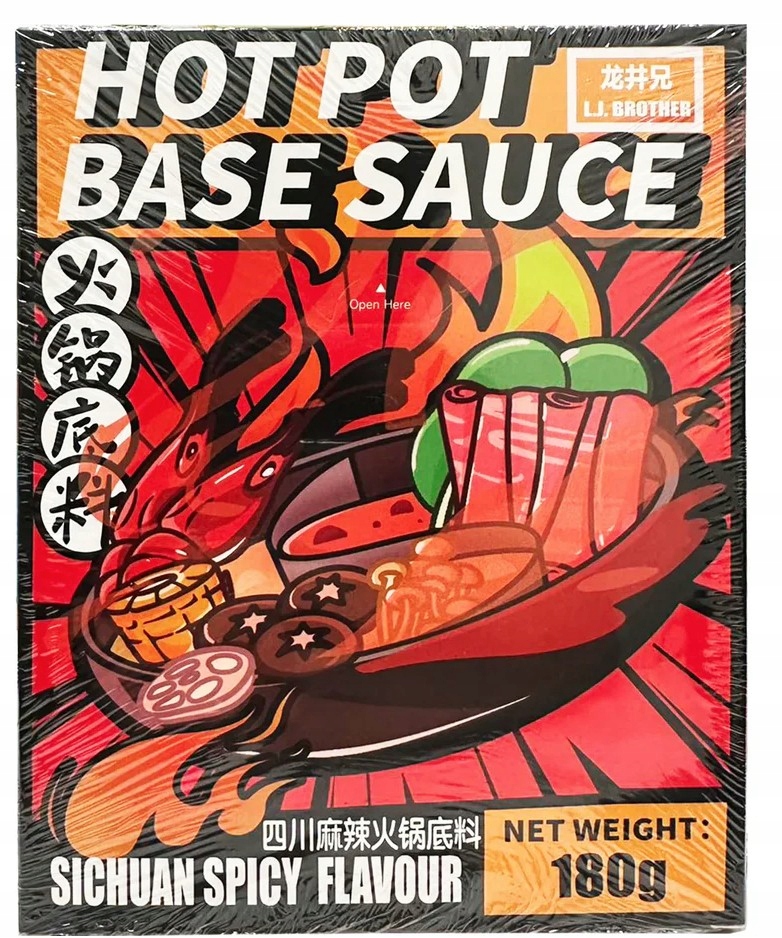 HOT POT
龙井兄
L.J. BROTHER
BASE SAUCE
火锅底料
Open Here
四川麻辣火锅底料
SICHUAN SPICY FLAVOUR
NET WEIGHT:
180g